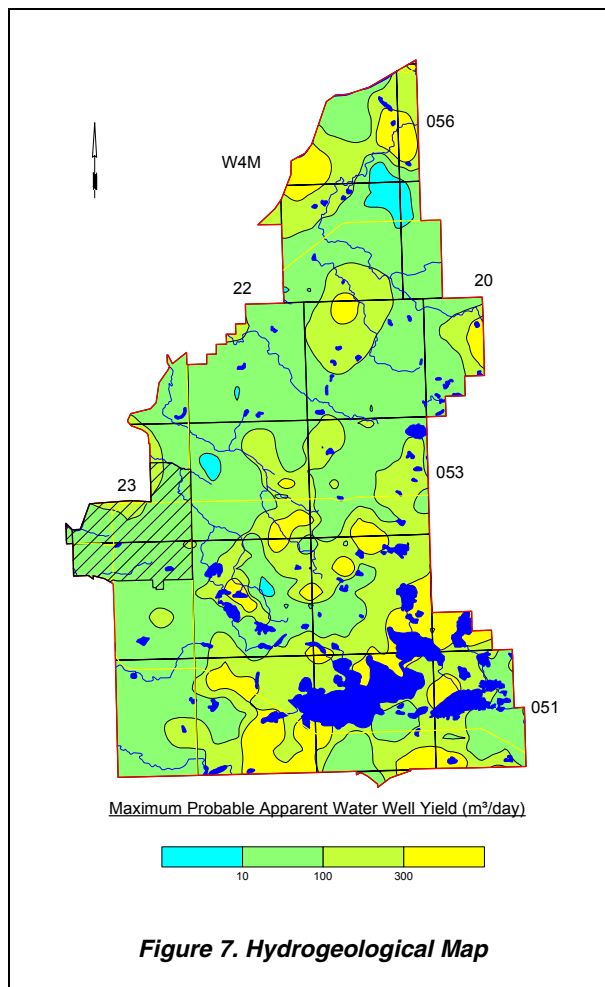 056
W4M
22
20
053
23
051
Maximum Probable Apparent Water Well Yield (m³/day)
10 100 300
Figure 7. Hydrogeological Map